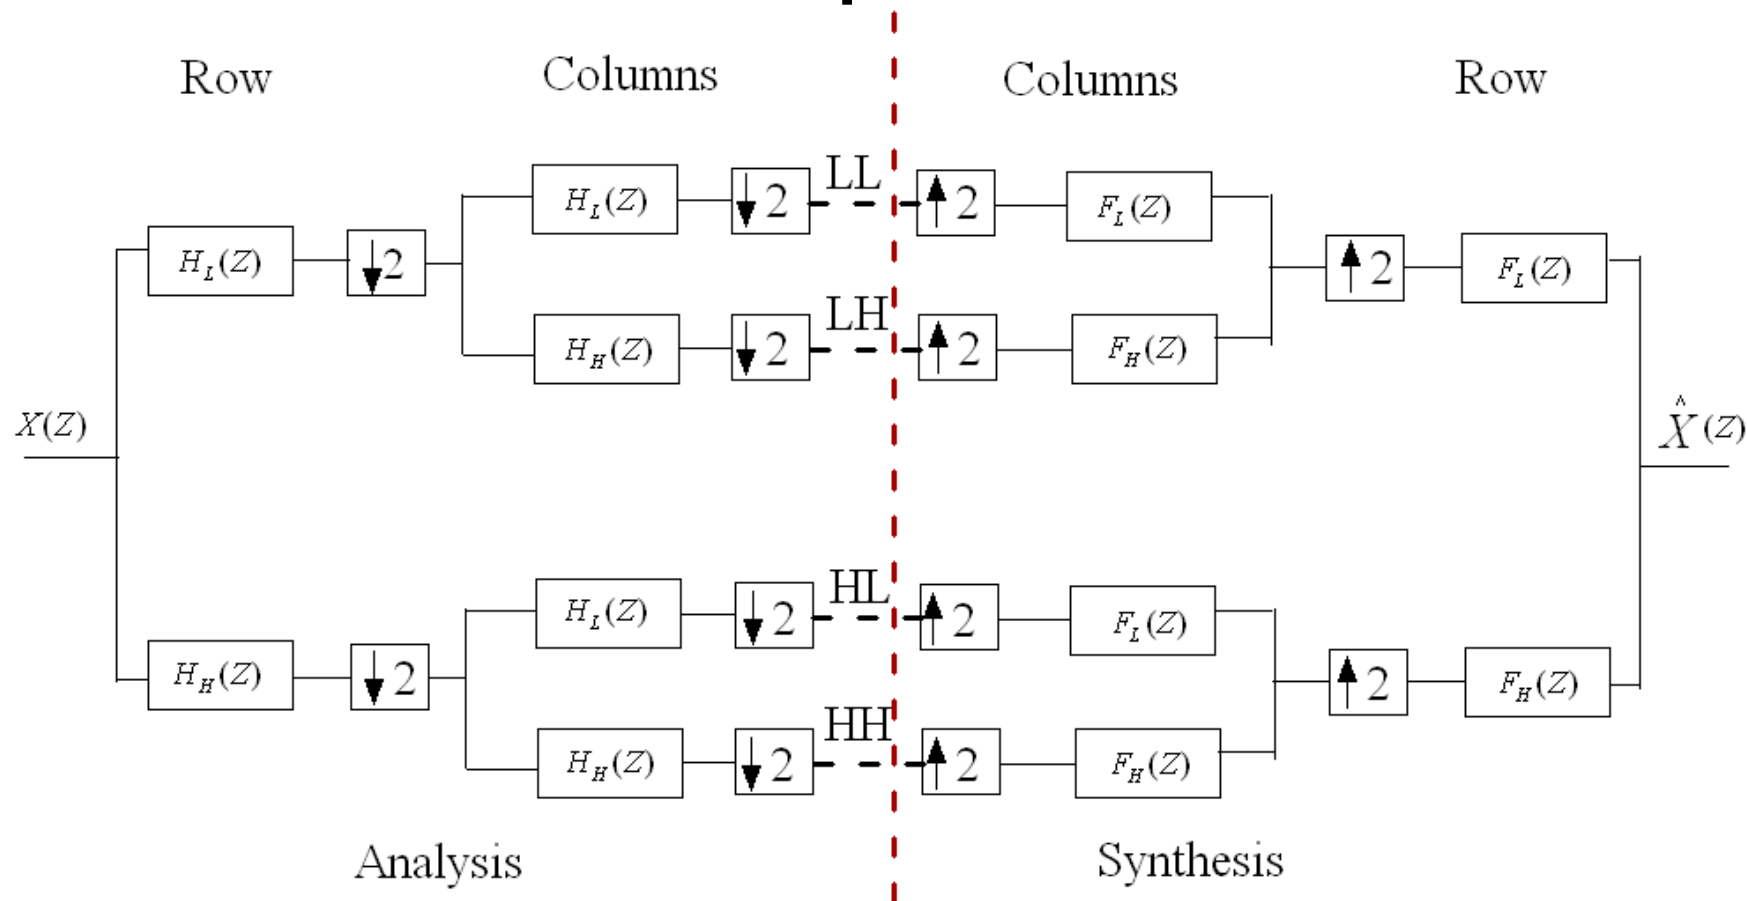 Row
Columns
Columns
Row
H_L(Z)
2
LL
2
F_L(Z)
H_L(Z)
2
2
F_L(Z)
H_H(Z)
2
LH
2
F_H(Z)
X(Z)
X̂(Z)
H_L(Z)
2
HL
2
F_L(Z)
H_H(Z)
2
2
F_H(Z)
H_H(Z)
2
HH
2
F_H(Z)
Analysis
Synthesis